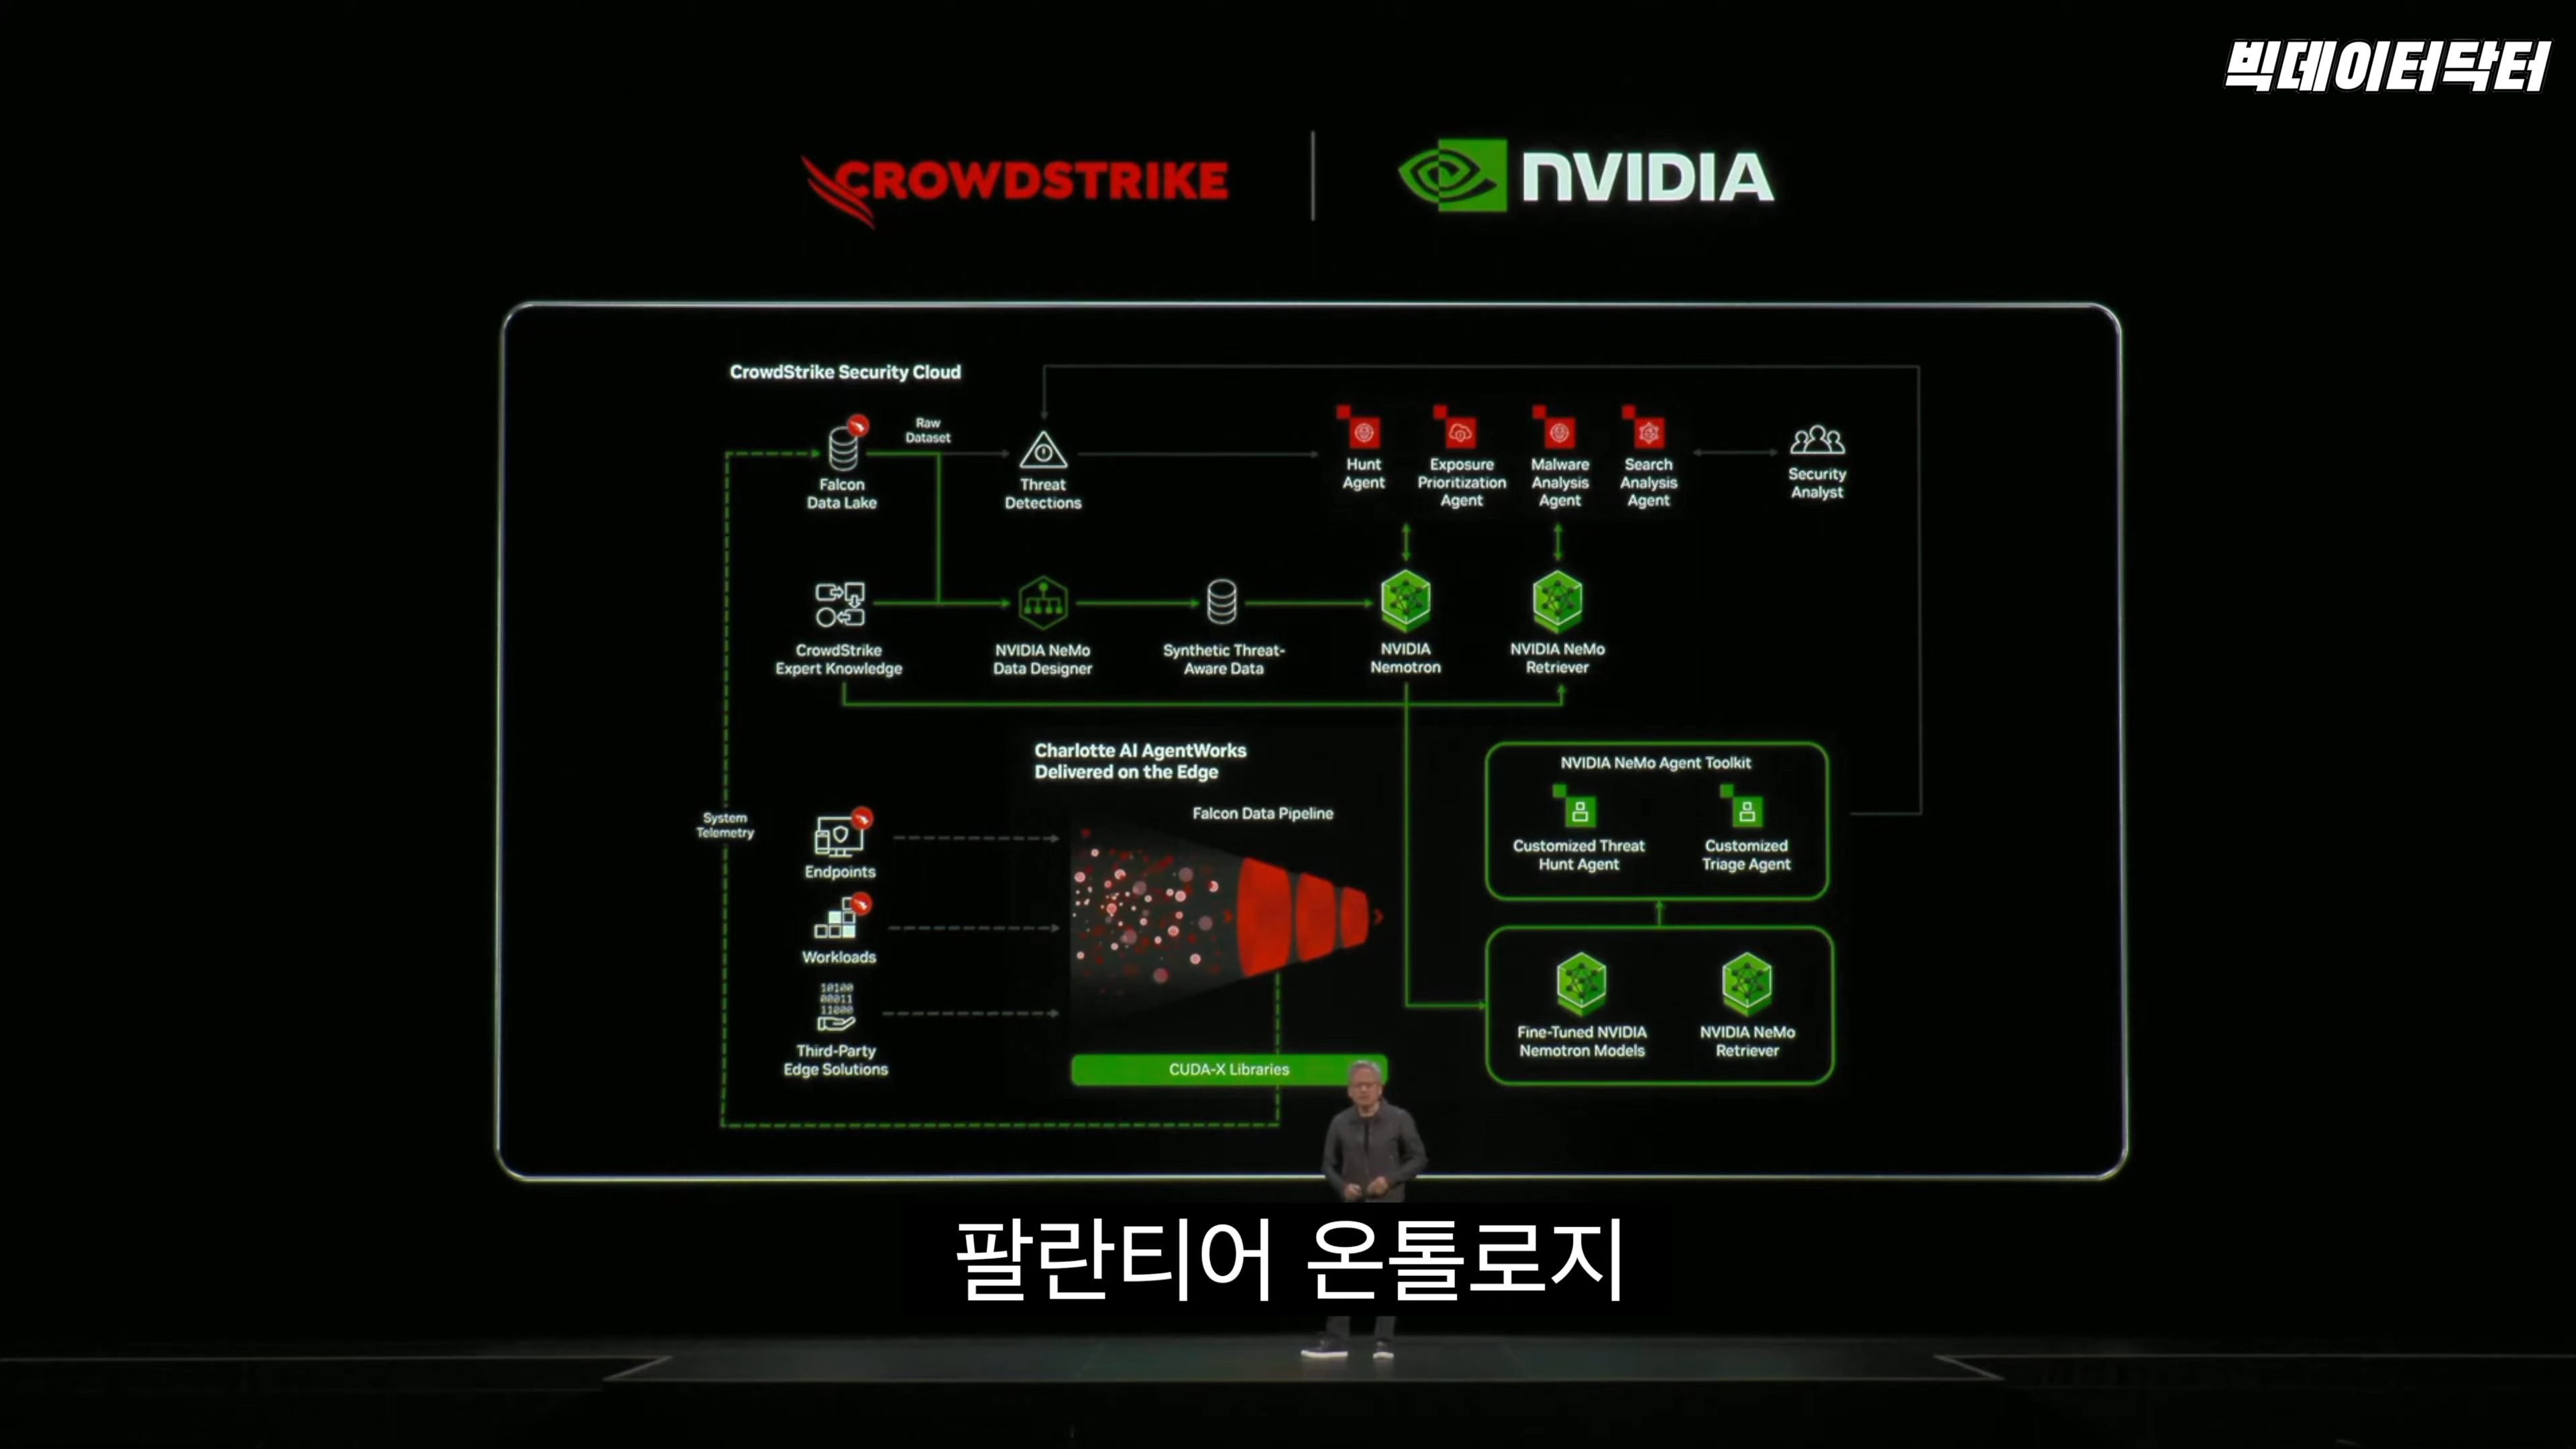 빅데이터닥터
CROWDSTRIKE
NVIDIA
CrowdStrike Security Cloud
Falcon
Data Lake
Raw
Dataset
Threat
Detections
Hunt
Agent
Exposure
Prioritization
Agent
Malware
Analysis
Agent
Search
Analysis
Agent
Security
Analyst
CrowdStrike
Expert Knowledge
NVIDIA NeMo
Data Designer
Synthetic Threat-
Aware Data
NVIDIA
Nemotron
NVIDIA NeMo
Retriever
Charlotte AI AgentWorks
Delivered on the Edge
Falcon Data Pipeline
System
Telemetry
Endpoints
Workloads
10100
00011
11000
Third-Party
Edge Solutions
CUDA-X Libraries
NVIDIA NeMo Agent Toolkit
Customized Threat
Hunt Agent
Customized
Triage Agent
Fine-Tuned NVIDIA
Nemotron Models
NVIDIA NeMo
Retriever
팔란티어 온톨로지